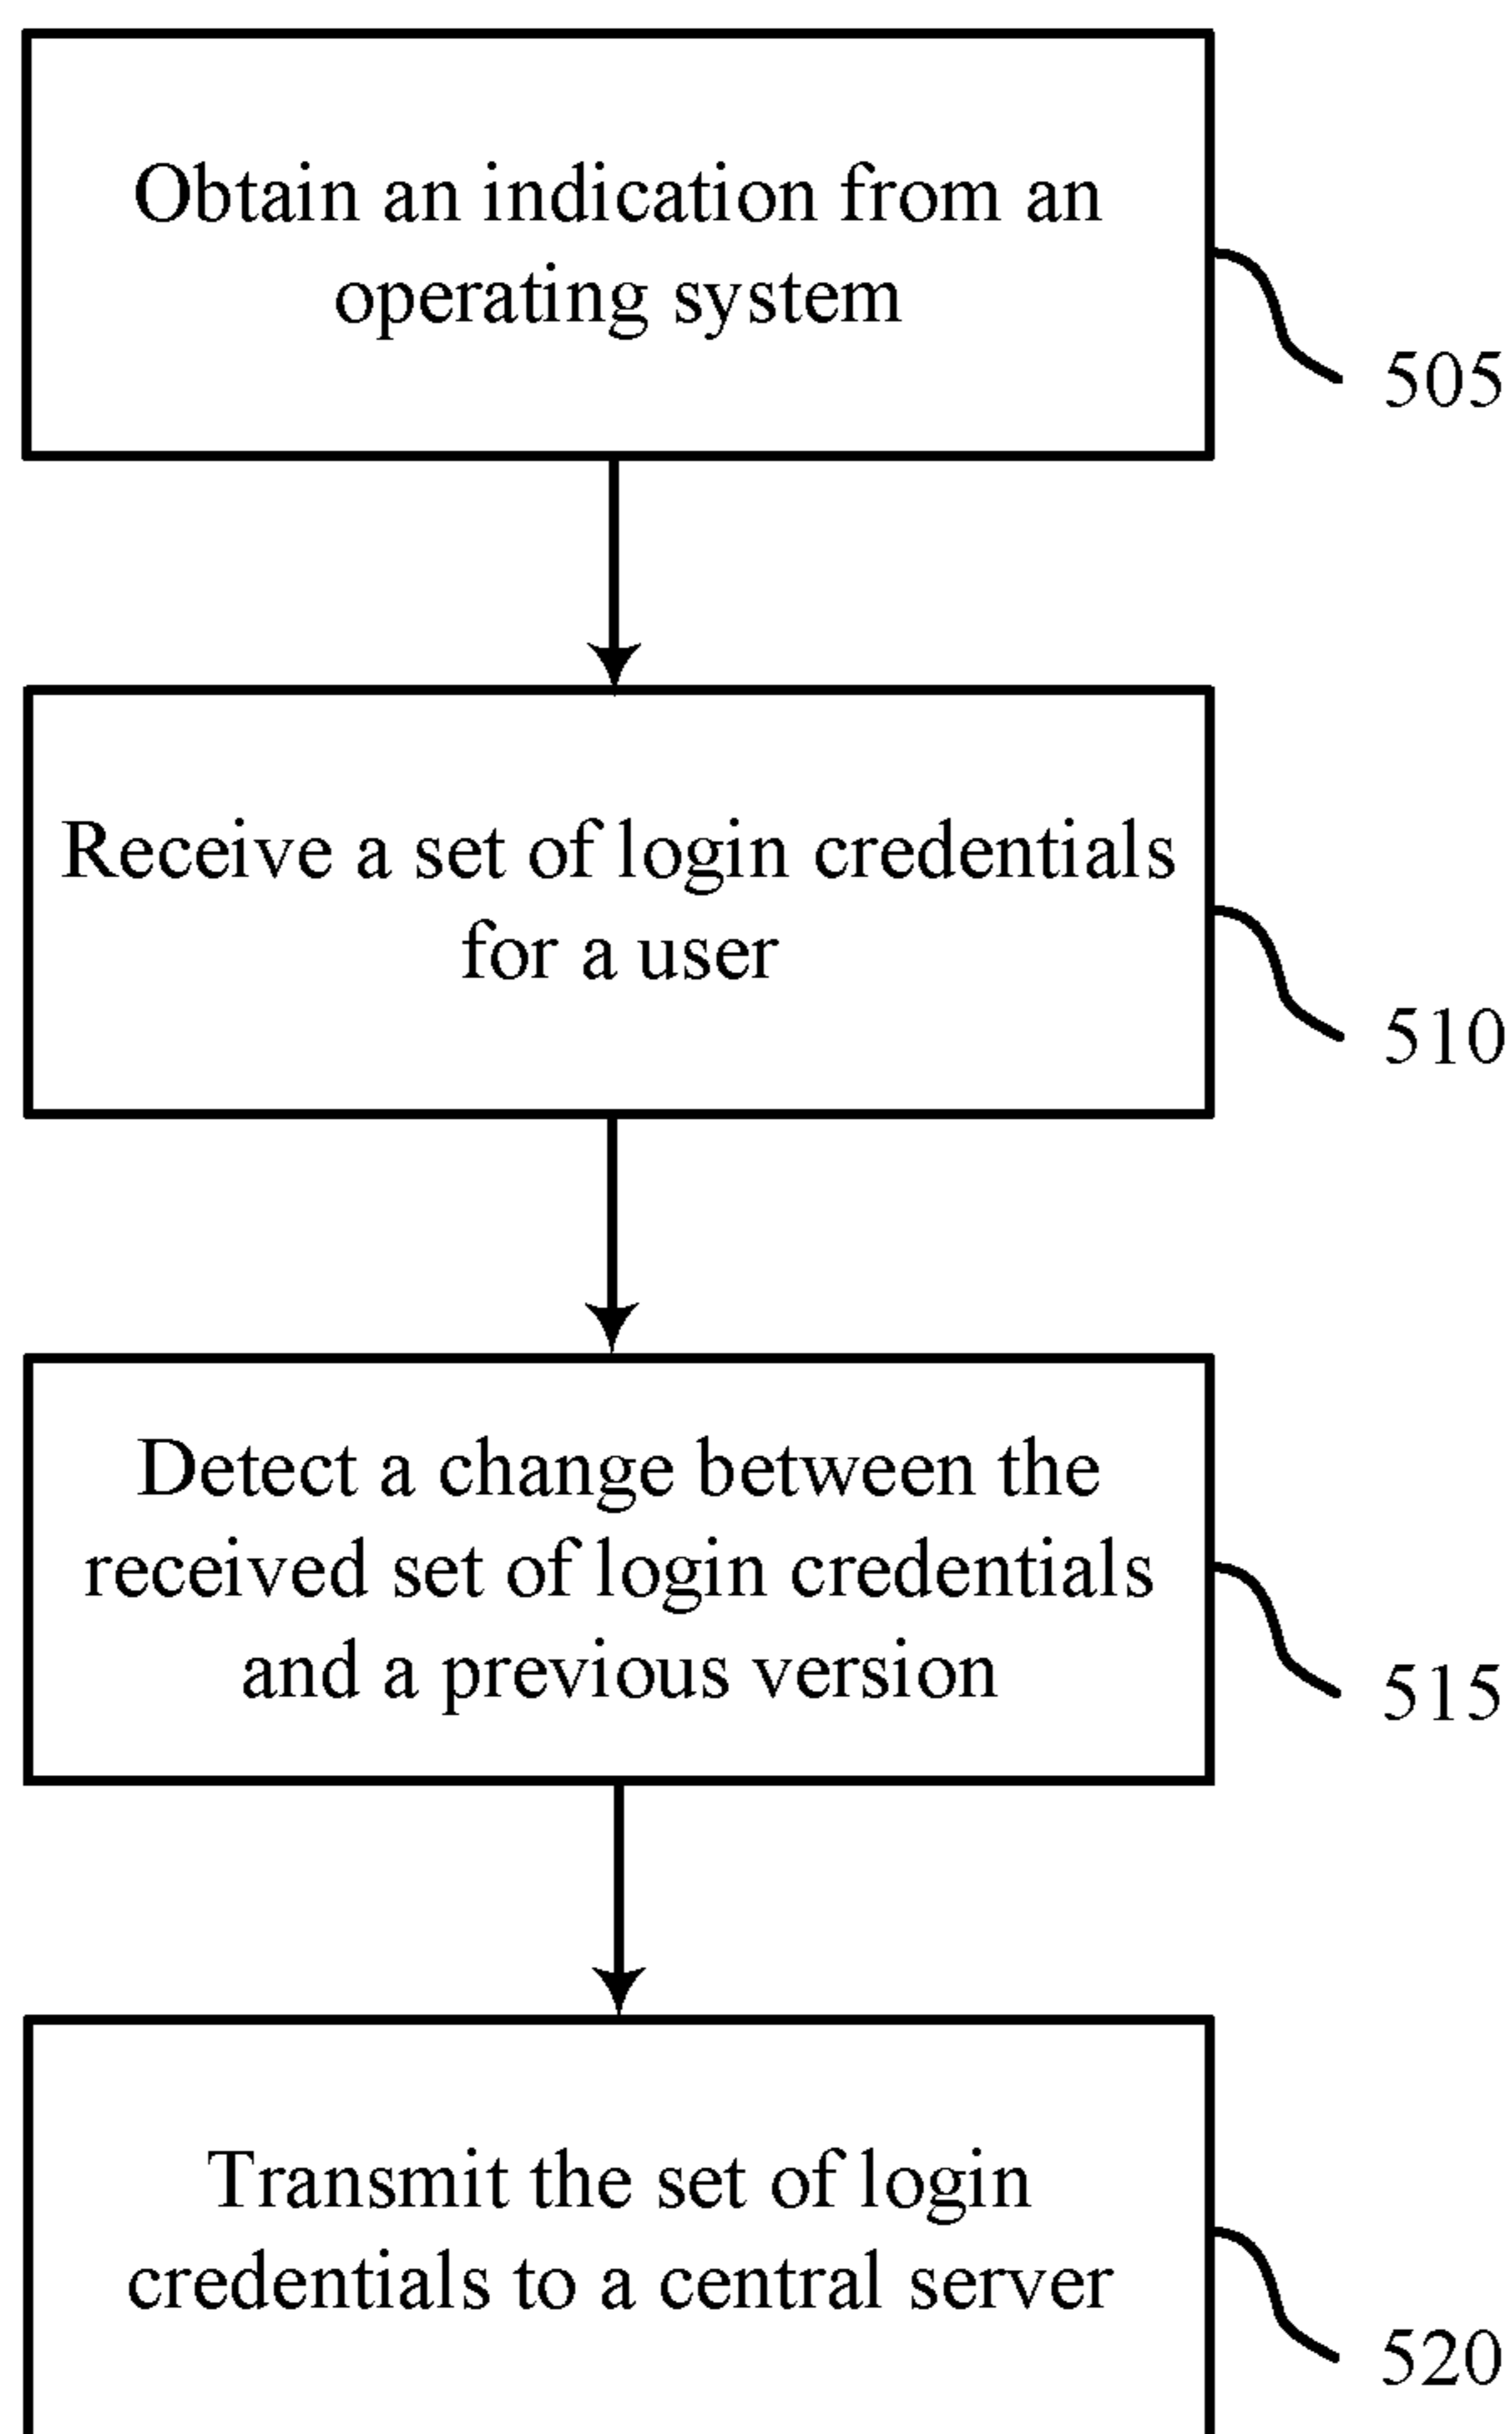 Obtain an indication from an
operating system
505
Receive a set of login credentials
for a user
510
Detect a change between the
received set of login credentials
and a previous version
515
Transmit the set of login
credentials to a central server
520